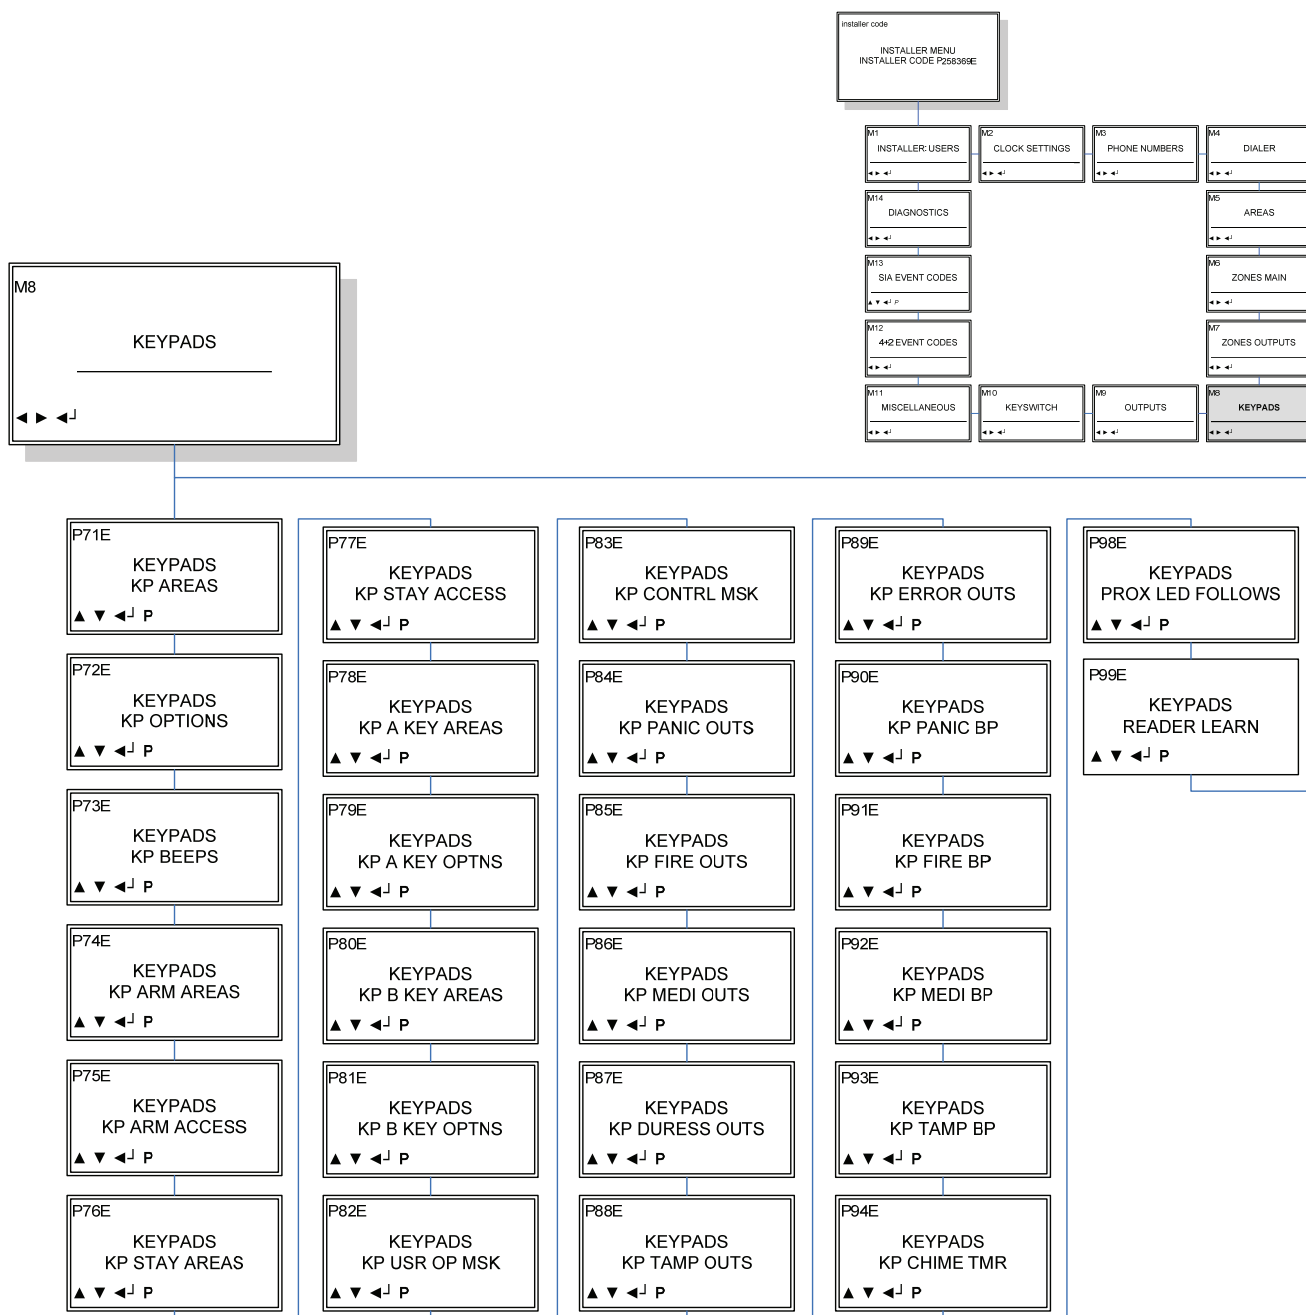 installer code
INSTALLER MENU
INSTALLER CODE P258369E
M1
INSTALLER: USERS
◄ ► ◄┘
M2
CLOCK SETTINGS
◄ ► ◄┘
M3
PHONE NUMBERS
◄ ► ◄┘
M4
DIALER
◄ ► ◄┘
M14
DIAGNOSTICS
◄ ► ◄┘
M5
AREAS
◄ ► ◄┘
M13
SIA EVENT CODES
▲ ▼ ◄┘ P
M6
ZONES MAIN
◄ ► ◄┘
M12
4+2 EVENT CODES
◄ ► ◄┘
M7
ZONES OUTPUTS
◄ ► ◄┘
M11
MISCELLANEOUS
◄ ► ◄┘
M10
KEYSWITCH
◄ ► ◄┘
M9
OUTPUTS
◄ ► ◄┘
M8
KEYPADS
◄ ► ◄┘
M8
KEYPADS
◄ ► ◄┘
P71E
KEYPADS
KP AREAS
▲ ▼ ◄┘ P
P72E
KEYPADS
KP OPTIONS
▲ ▼ ◄┘ P
P73E
KEYPADS
KP BEEPS
▲ ▼ ◄┘ P
P74E
KEYPADS
KP ARM AREAS
▲ ▼ ◄┘ P
P75E
KEYPADS
KP ARM ACCESS
▲ ▼ ◄┘ P
P76E
KEYPADS
KP STAY AREAS
▲ ▼ ◄┘ P
P77E
KEYPADS
KP STAY ACCESS
▲ ▼ ◄┘ P
P78E
KEYPADS
KP A KEY AREAS
▲ ▼ ◄┘ P
P79E
KEYPADS
KP A KEY OPTNS
▲ ▼ ◄┘ P
P80E
KEYPADS
KP B KEY AREAS
▲ ▼ ◄┘ P
P81E
KEYPADS
KP B KEY OPTNS
▲ ▼ ◄┘ P
P82E
KEYPADS
KP USR OP MSK
▲ ▼ ◄┘ P
P83E
KEYPADS
KP CONTRL MSK
▲ ▼ ◄┘ P
P84E
KEYPADS
KP PANIC OUTS
▲ ▼ ◄┘ P
P85E
KEYPADS
KP FIRE OUTS
▲ ▼ ◄┘ P
P86E
KEYPADS
KP MEDI OUTS
▲ ▼ ◄┘ P
P87E
KEYPADS
KP DURESS OUTS
▲ ▼ ◄┘ P
P88E
KEYPADS
KP TAMP OUTS
▲ ▼ ◄┘ P
P89E
KEYPADS
KP ERROR OUTS
▲ ▼ ◄┘ P
P90E
KEYPADS
KP PANIC BP
▲ ▼ ◄┘ P
P91E
KEYPADS
KP FIRE BP
▲ ▼ ◄┘ P
P92E
KEYPADS
KP MEDI BP
▲ ▼ ◄┘ P
P93E
KEYPADS
KP TAMP BP
▲ ▼ ◄┘ P
P94E
KEYPADS
KP CHIME TMR
▲ ▼ ◄┘ P
P98E
KEYPADS
PROX LED FOLLOWS
▲ ▼ ◄┘ P
P99E
KEYPADS
READER LEARN
▲ ▼ ◄┘ P